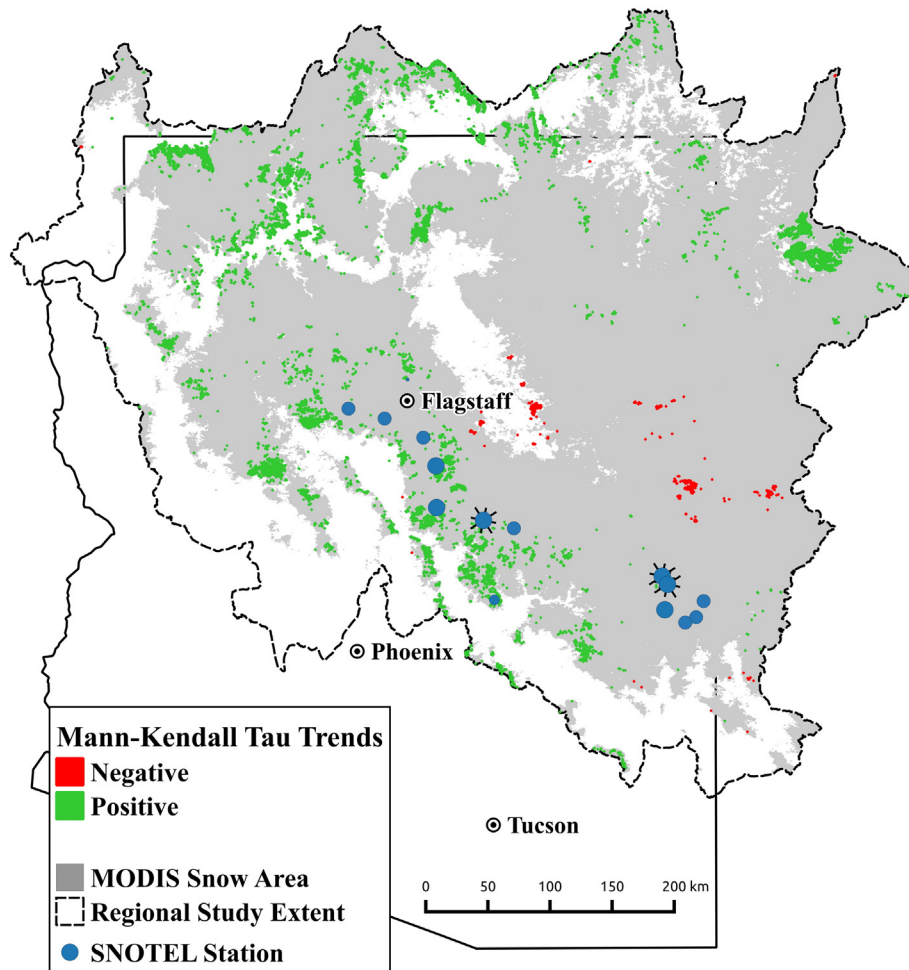 Flagstaff
Phoenix
Mann-Kendall Tau Trends
Negative
Positive
Tucson
MODIS Snow Area
0 50 100 150 200 km
Regional Study Extent
SNOTEL Station